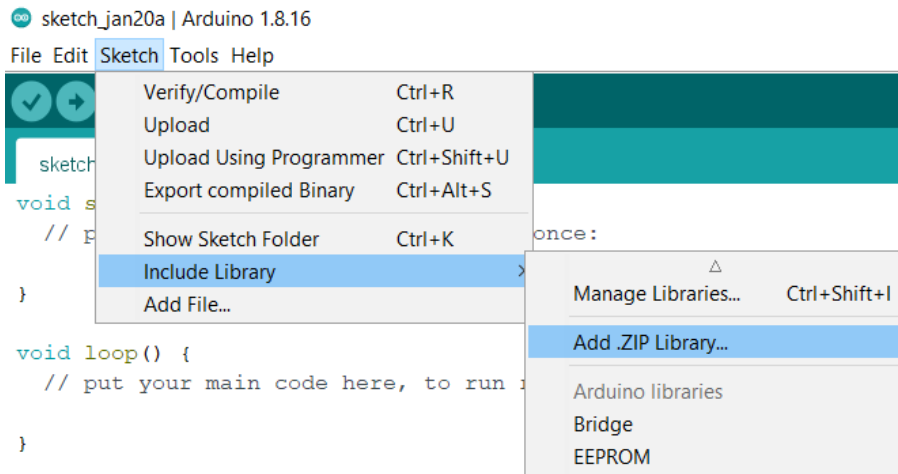 sketch_jan20a | Arduino 1.8.16
File Edit Sketch Tools Help
Verify/Compile Ctrl+R
Upload Ctrl+U
Upload Using Programmer Ctrl+Shift+U
Export compiled Binary Ctrl+Alt+S
Show Sketch Folder Ctrl+K
Include Library
Add File...
Manage Libraries... Ctrl+Shift+I
Add .ZIP Library...
Arduino libraries
Bridge
EEPROM
sketch
void s
// p once:
}
void loop() {
// put your main code here, to run
}